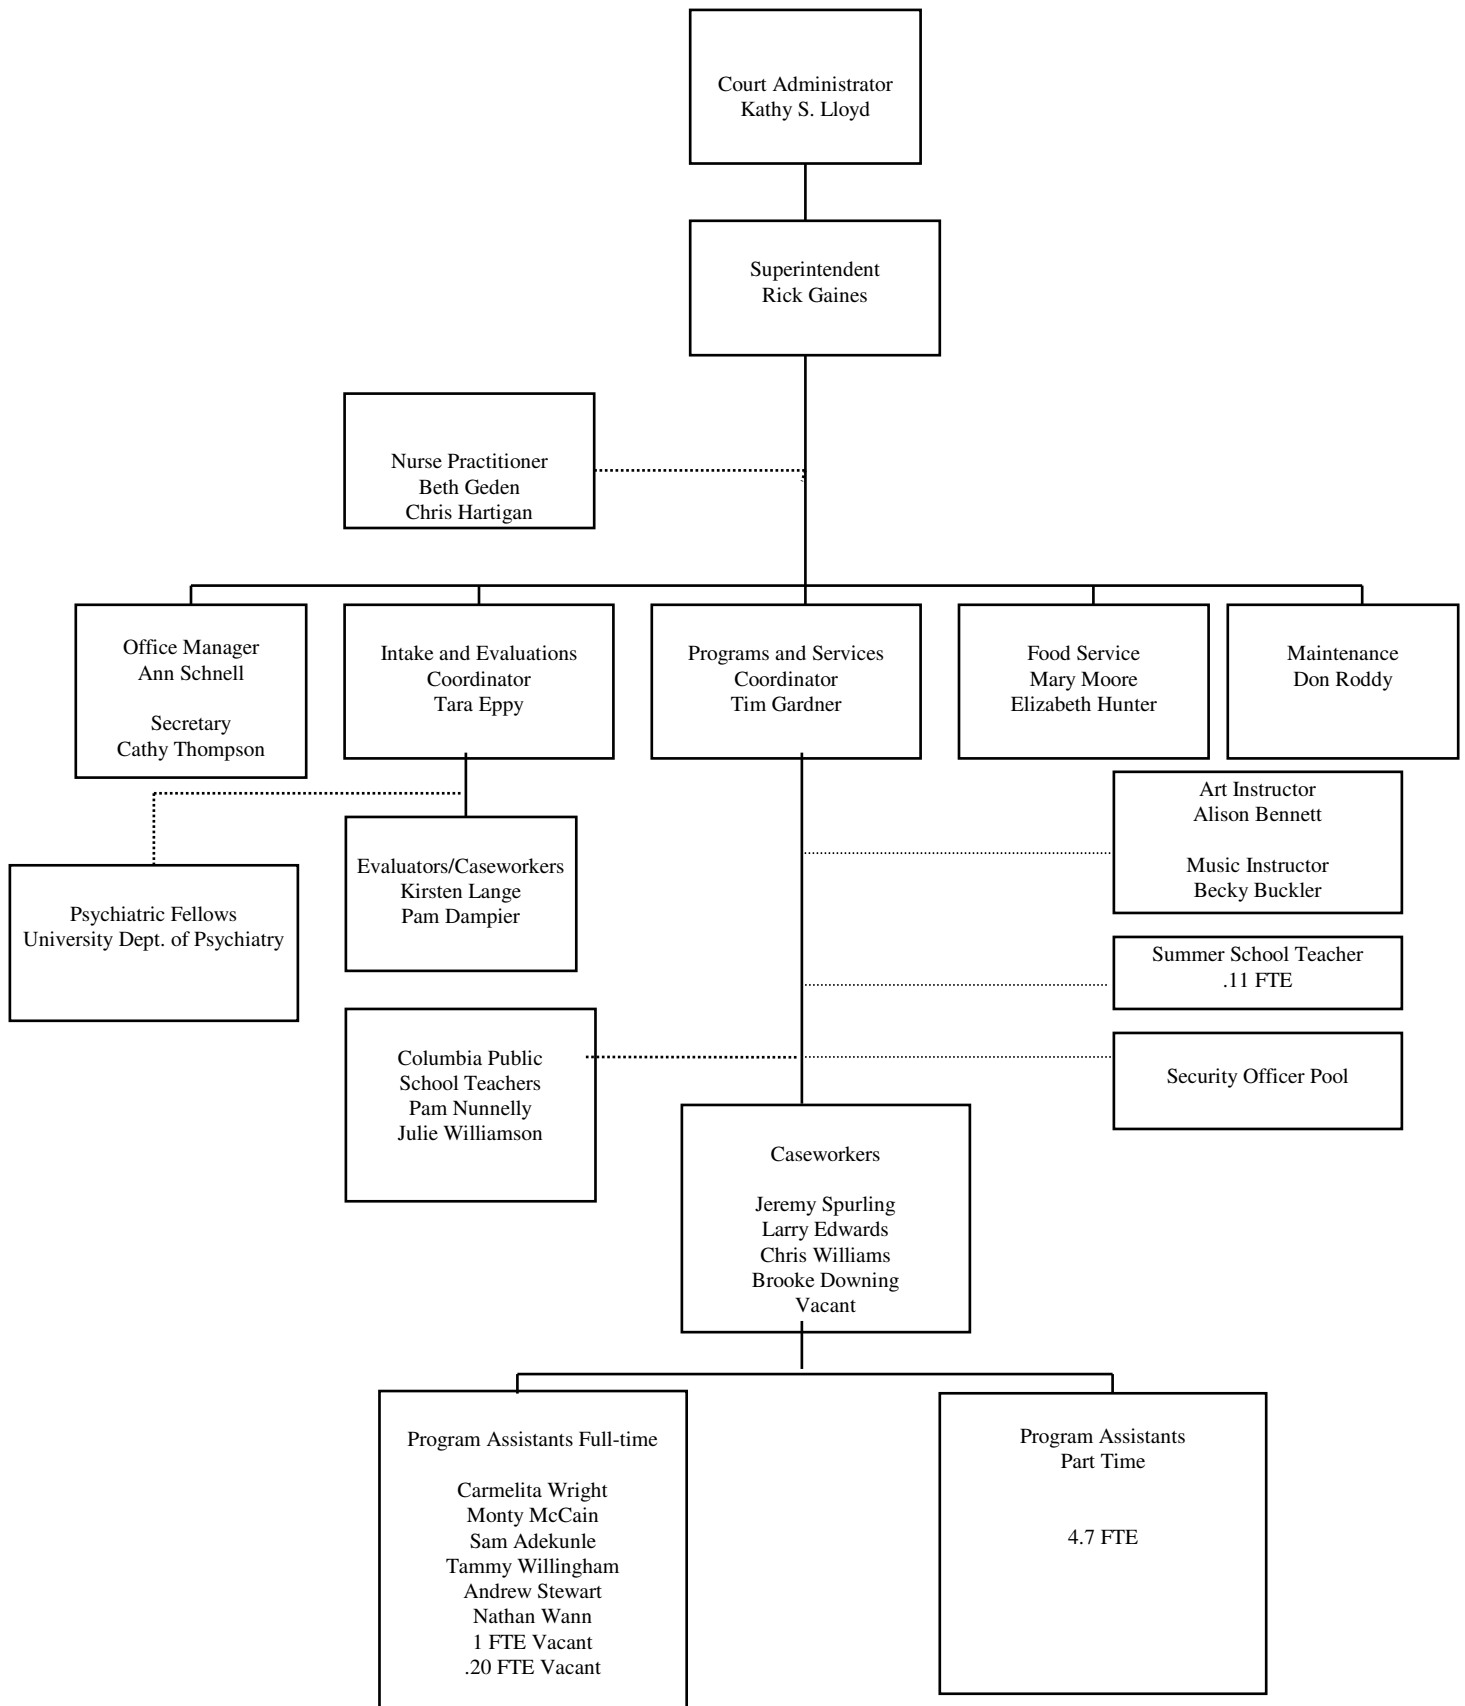 Court Administrator
Kathy S. Lloyd
Superintendent
Rick Gaines
Nurse Practitioner
Beth Geden
Chris Hartigan
Office Manager
Ann Schnell
Secretary
Cathy Thompson
Intake and Evaluations
Coordinator
Tara Eppy
Programs and Services
Coordinator
Tim Gardner
Food Service
Mary Moore
Elizabeth Hunter
Maintenance
Don Roddy
Art Instructor
Alison Bennett
Music Instructor
Becky Buckler
Evaluators/Caseworkers
Kirsten Lange
Pam Dampier
Psychiatric Fellows
University Dept. of Psychiatry
Summer School Teacher
.11 FTE
Columbia Public
School Teachers
Pam Nunnelly
Julie Williamson
Security Officer Pool
Caseworkers
Jeremy Spurling
Larry Edwards
Chris Williams
Brooke Downing
Vacant
Program Assistants Full-time
Carmelita Wright
Monty McCain
Sam Adekunle
Tammy Willingham
Andrew Stewart
Nathan Wann
1 FTE Vacant
.20 FTE Vacant
Program Assistants
Part Time
4.7 FTE